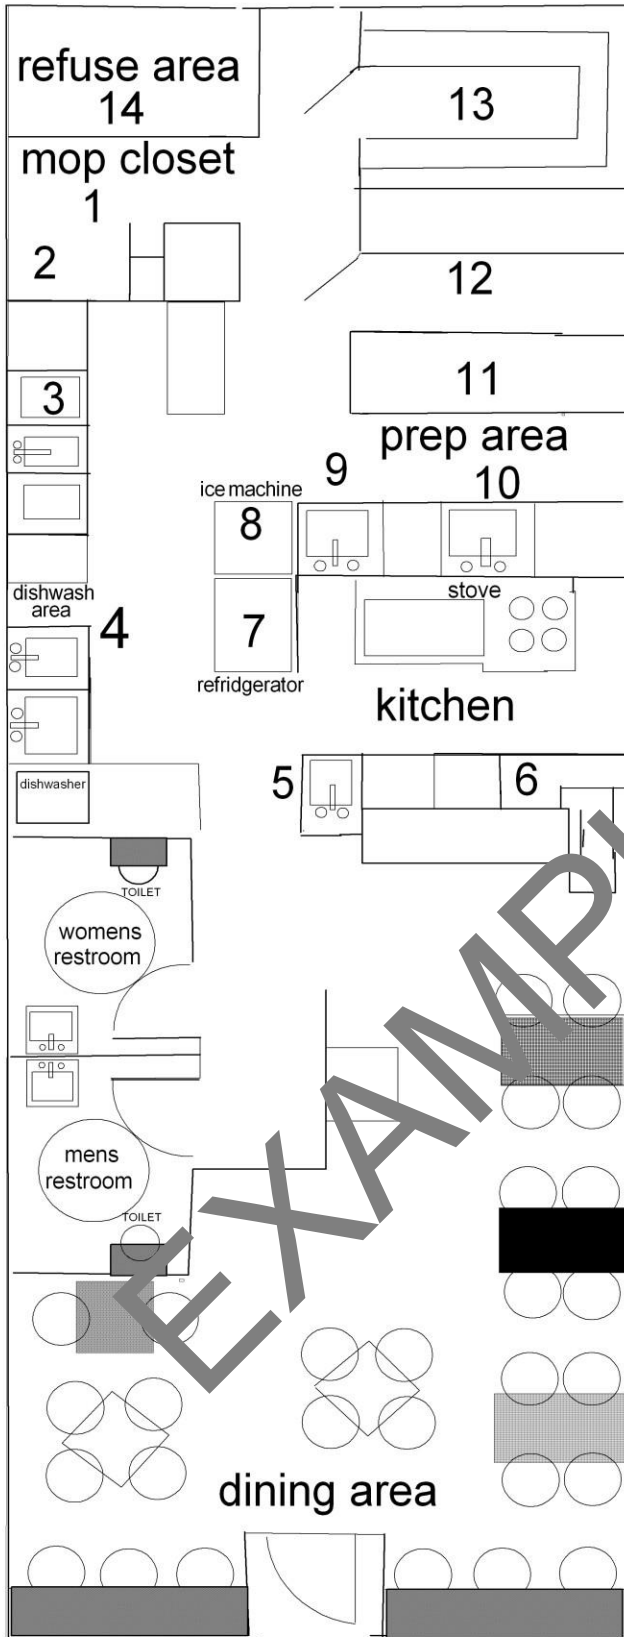 refuse area
14
13
mop closet
1
2
12
3
11
prep area
9
10
ice machine
8
dishwash
area
4
stove
7
refridgerator
kitchen
5
6
dishwasher
TOILET
womens
restroom
mens
restroom
TOILET
EXAMP
dining area